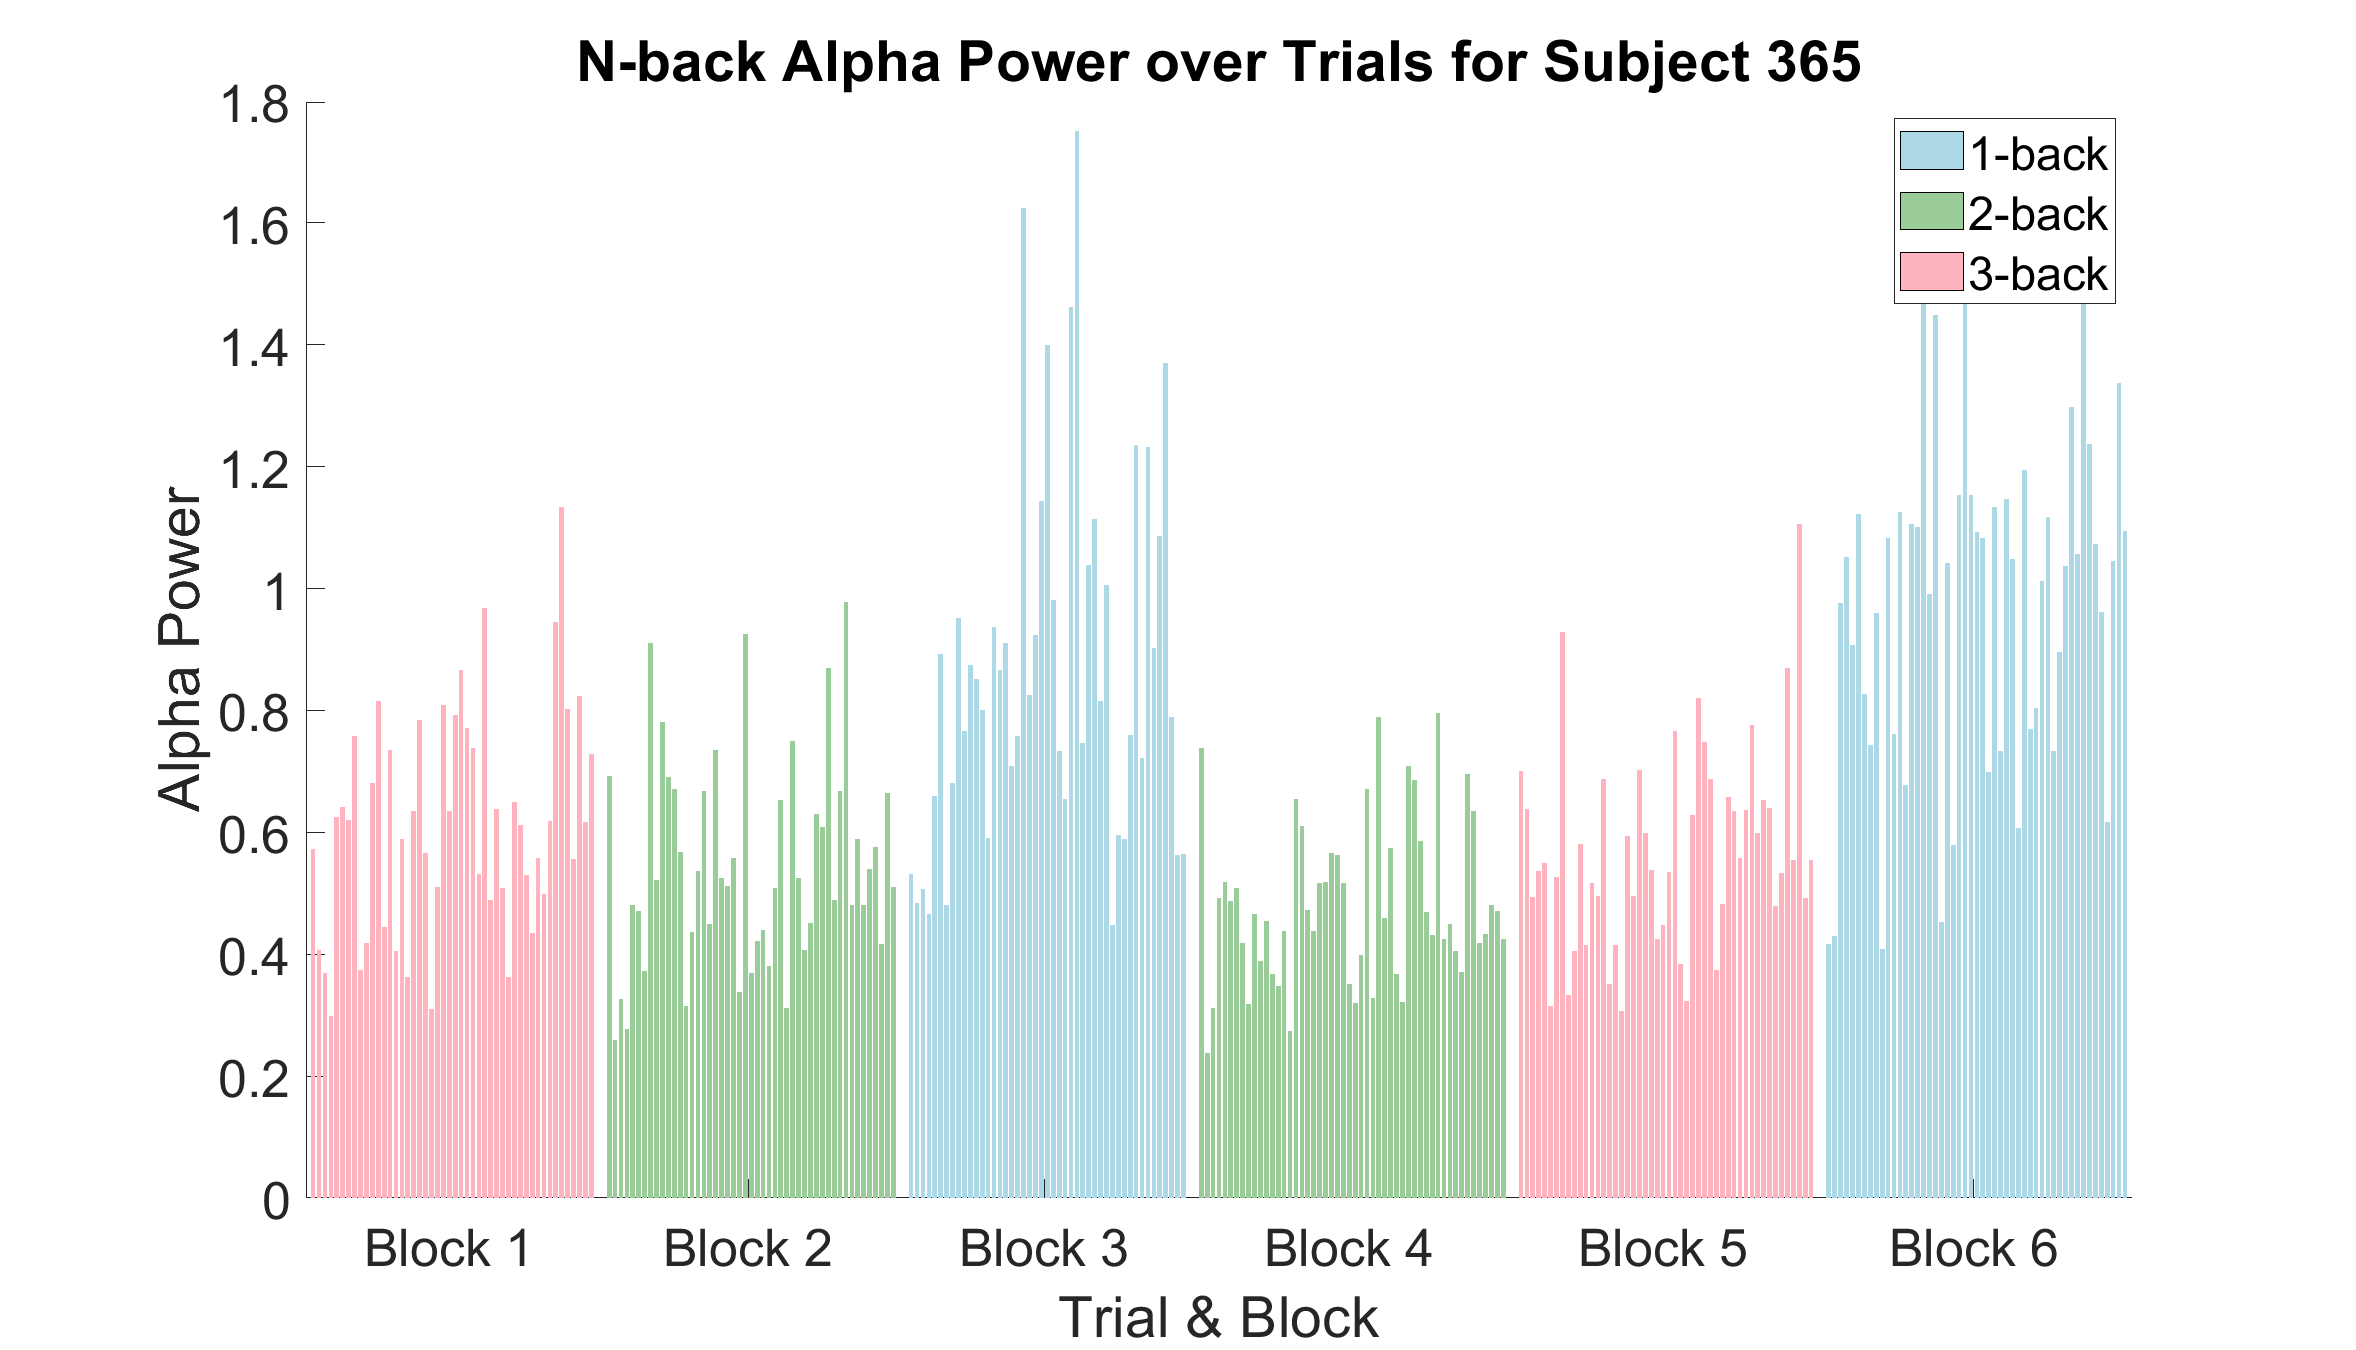 N-back Alpha Power over Trials for Subject 365
1.8
1.6
1.4
1.2
1
0.8
0.6
0.4
0.2
0
Alpha Power
1-back
2-back
3-back
Block 1
Block 2
Block 3
Block 4
Block 5
Block 6
Trial & Block